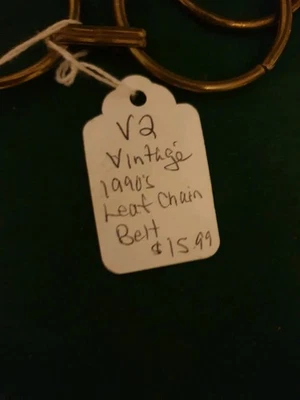 V2
Vintage
1990's
Leaf Chain
Belt
$15.99